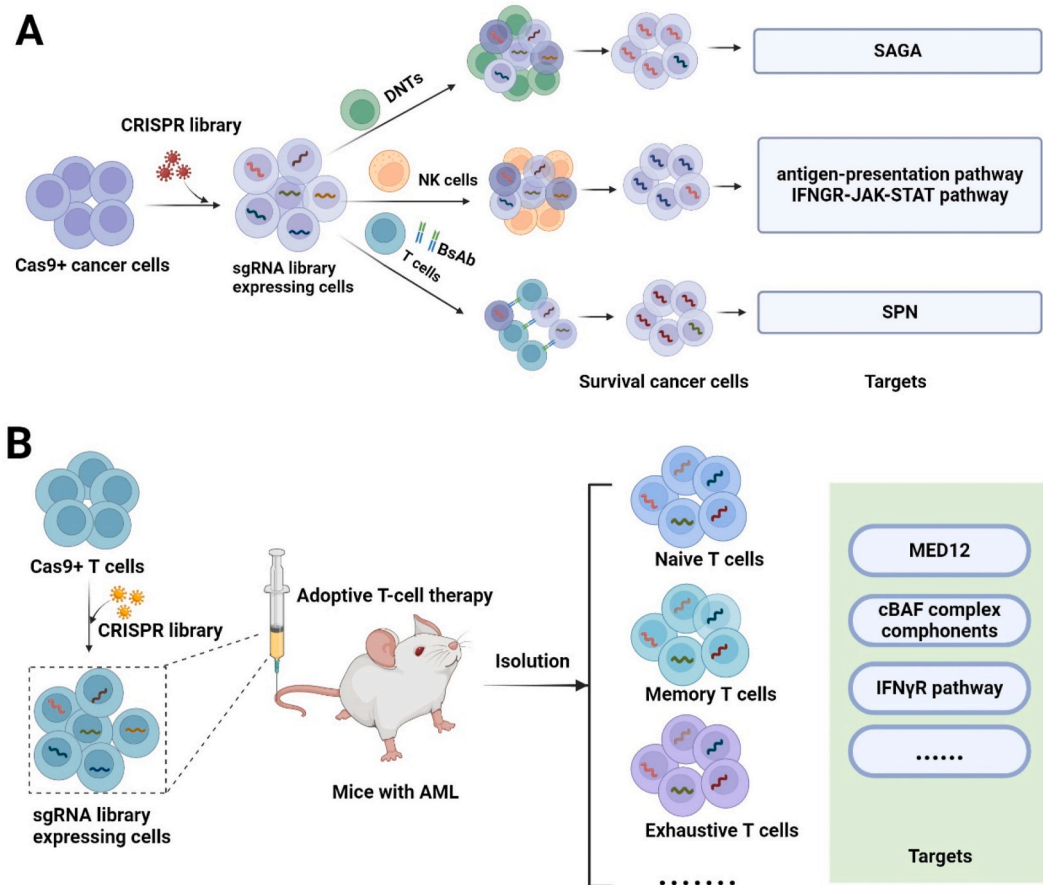 A
CRISPR library
Cas9+ cancer cells
sgRNA library
expressing cells
DNTs
NK cells
BsAb
T cells
SAGA
antigen-presentation pathway
IFNGR-JAK-STAT pathway
SPN
Survival cancer cells
Targets
B
Cas9+ T cells
CRISPR library
sgRNA library
expressing cells
Adoptive T-cell therapy
Mice with AML
Isolution
Naive T cells
Memory T cells
Exhaustive T cells
.......
MED12
cBAF complex
comphonents
IFNγR pathway
......
Targets